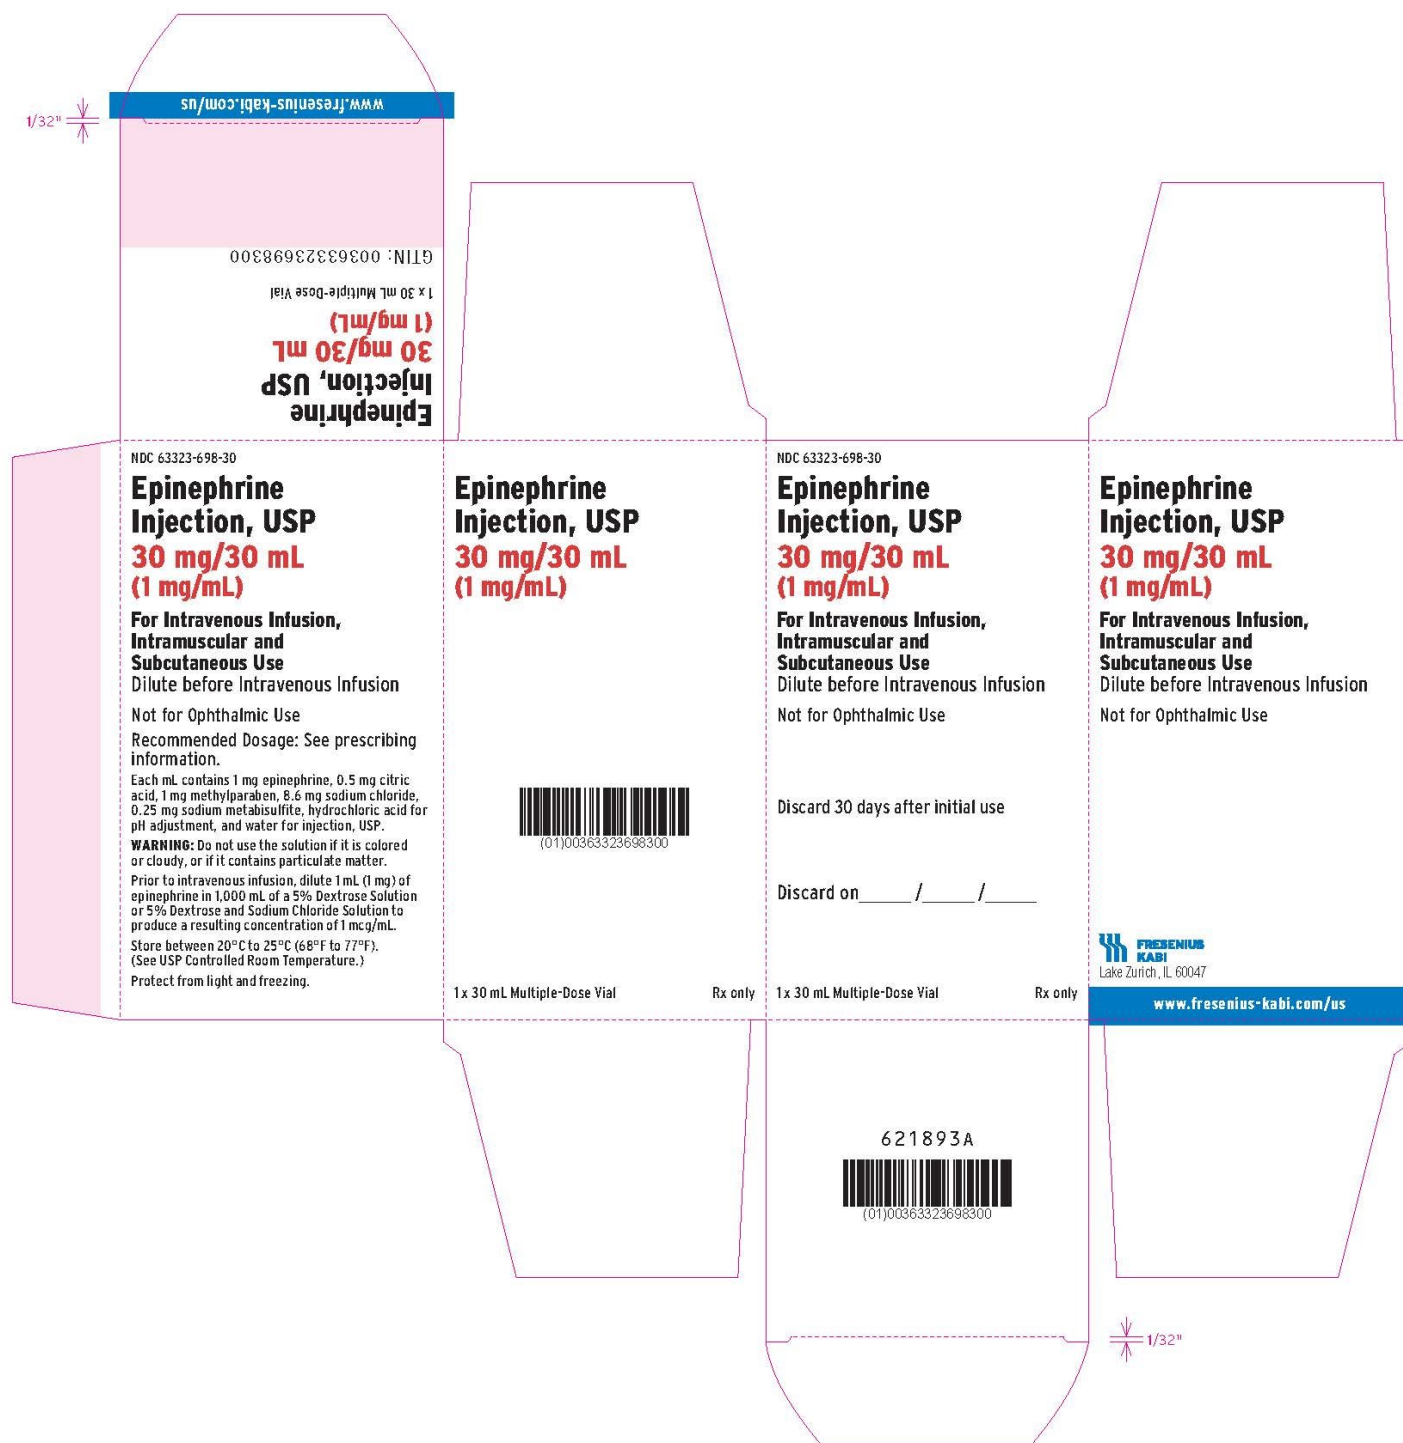 www.fresenius-kabi.com/us
1/32"
GTIN: 00363323698300
1 x 30 mL Multiple-Dose Vial
(1 mg/mL)
30 mg/30 mL
Injection, USP
Epinephrine
NDC 63323-698-30
Epinephrine
Injection, USP
30 mg/30 mL
(1 mg/mL)
For Intravenous Infusion,
Intramuscular and
Subcutaneous Use
Dilute before Intravenous Infusion
Not for Ophthalmic Use
Recommended Dosage: See prescribing
information.
Each mL contains 1 mg epinephrine, 0.5 mg citric
acid, 1 mg methylparaben, 8.6 mg sodium chloride,
0.25 mg sodium metabisulfite, hydrochloric acid for
pH adjustment, and water for injection, USP.
WARNING: Do not use the solution if it is colored
or cloudy, or if it contains particulate matter.
Prior to intravenous infusion, dilute 1 mL (1 mg) of
epinephrine in 1,000 mL of a 5% Dextrose Solution
or 5% Dextrose and Sodium Chloride Solution to
produce a resulting concentration of 1 mcg/mL.
Store between 20°C to 25°C (68°F to 77°F).
(See USP Controlled Room Temperature.)
Protect from light and freezing.
Epinephrine
Injection, USP
30 mg/30 mL
(1 mg/mL)
(01)00363323698300
1 x 30 mL Multiple-Dose Vial Rx only
NDC 63323-698-30
Epinephrine
Injection, USP
30 mg/30 mL
(1 mg/mL)
For Intravenous Infusion,
Intramuscular and
Subcutaneous Use
Dilute before Intravenous Infusion
Not for Ophthalmic Use
Discard 30 days after initial use
Discard on_____/_____/_____
1 x 30 mL Multiple-Dose Vial Rx only
Epinephrine
Injection, USP
30 mg/30 mL
(1 mg/mL)
For Intravenous Infusion,
Intramuscular and
Subcutaneous Use
Dilute before Intravenous Infusion
Not for Ophthalmic Use
FRESENIUS
KABI
Lake Zurich, IL 60047
www.fresenius-kabi.com/us
621893A
(01)00363323698300
1/32"